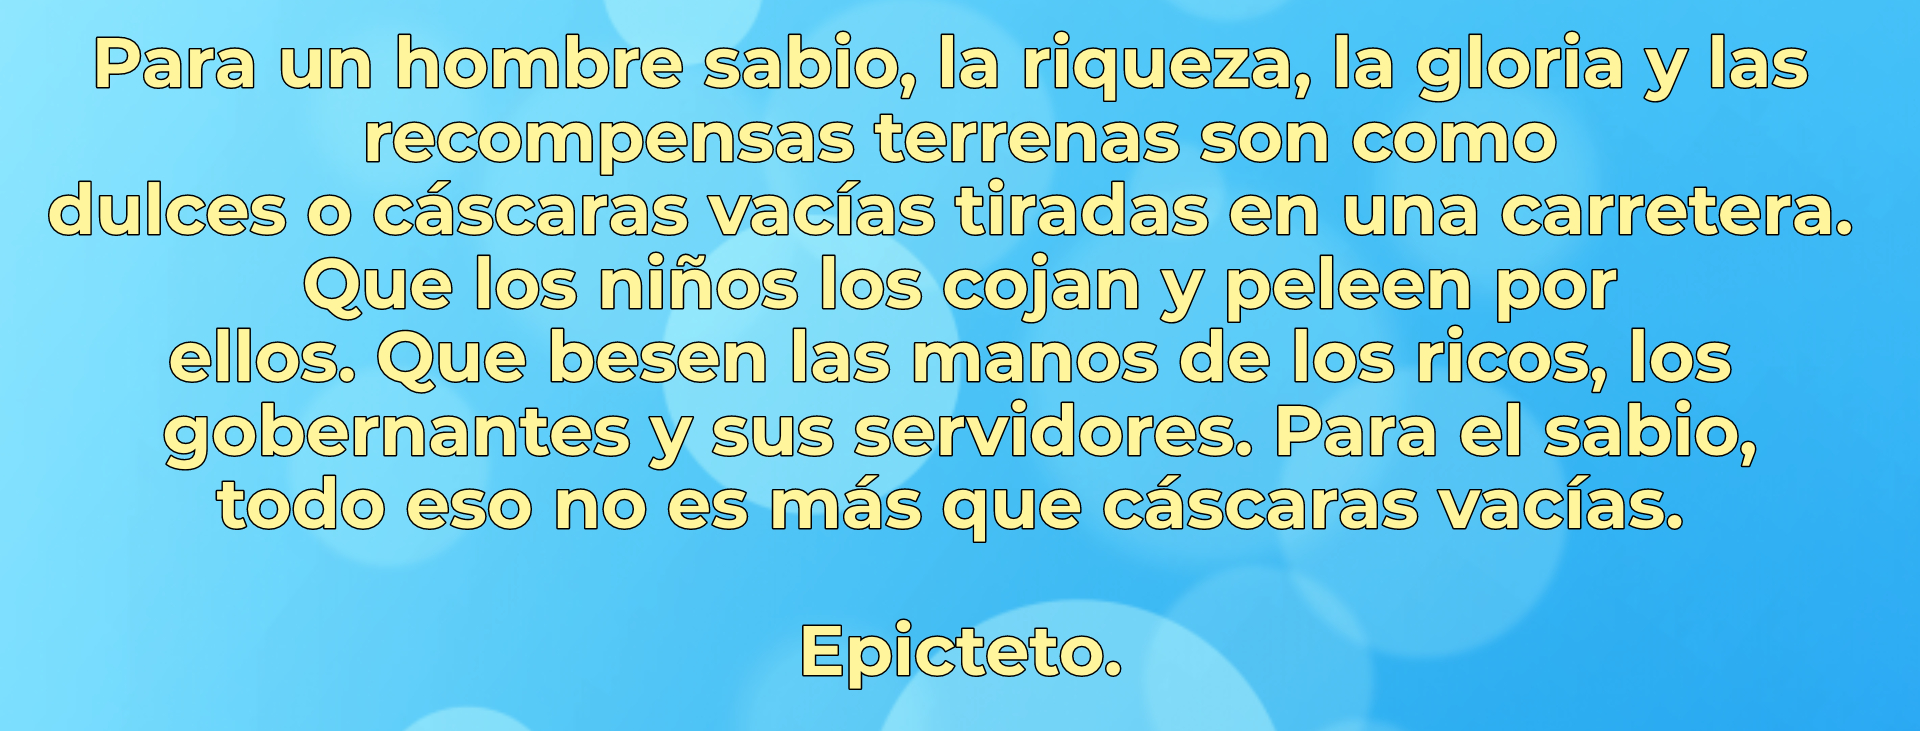 Para un hombre sabio, la riqueza, la gloria y las
recompensas terrenas son como
dulces o cáscaras vacías tiradas en una carretera.
Que los niños los cojan y peleen por
ellos. Que besen las manos de los ricos, los
gobernantes y sus servidores. Para el sabio,
todo eso no es más que cáscaras vacías.
Epicteto.